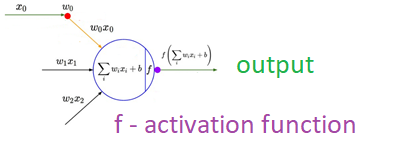 x₀ w₀
w₀x₀
f(∑ᵢ wᵢxᵢ + b)
w₁x₁ ∑ᵢ wᵢxᵢ + b f output
w₂x₂
f - activation function